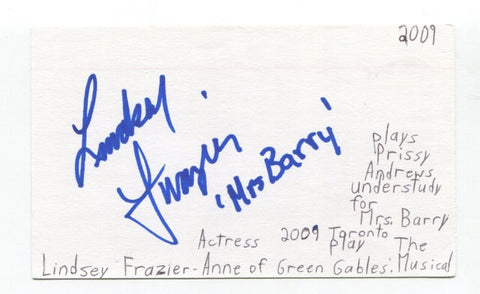 2009
Lindsey
Frazier
'Mrs Barry'
plays
Prissy
Andrews
understudy
for
Mrs. Barry
Actress 2009 Toronto
play The
Lindsey Frazier - Anne of Green Gables: Musical